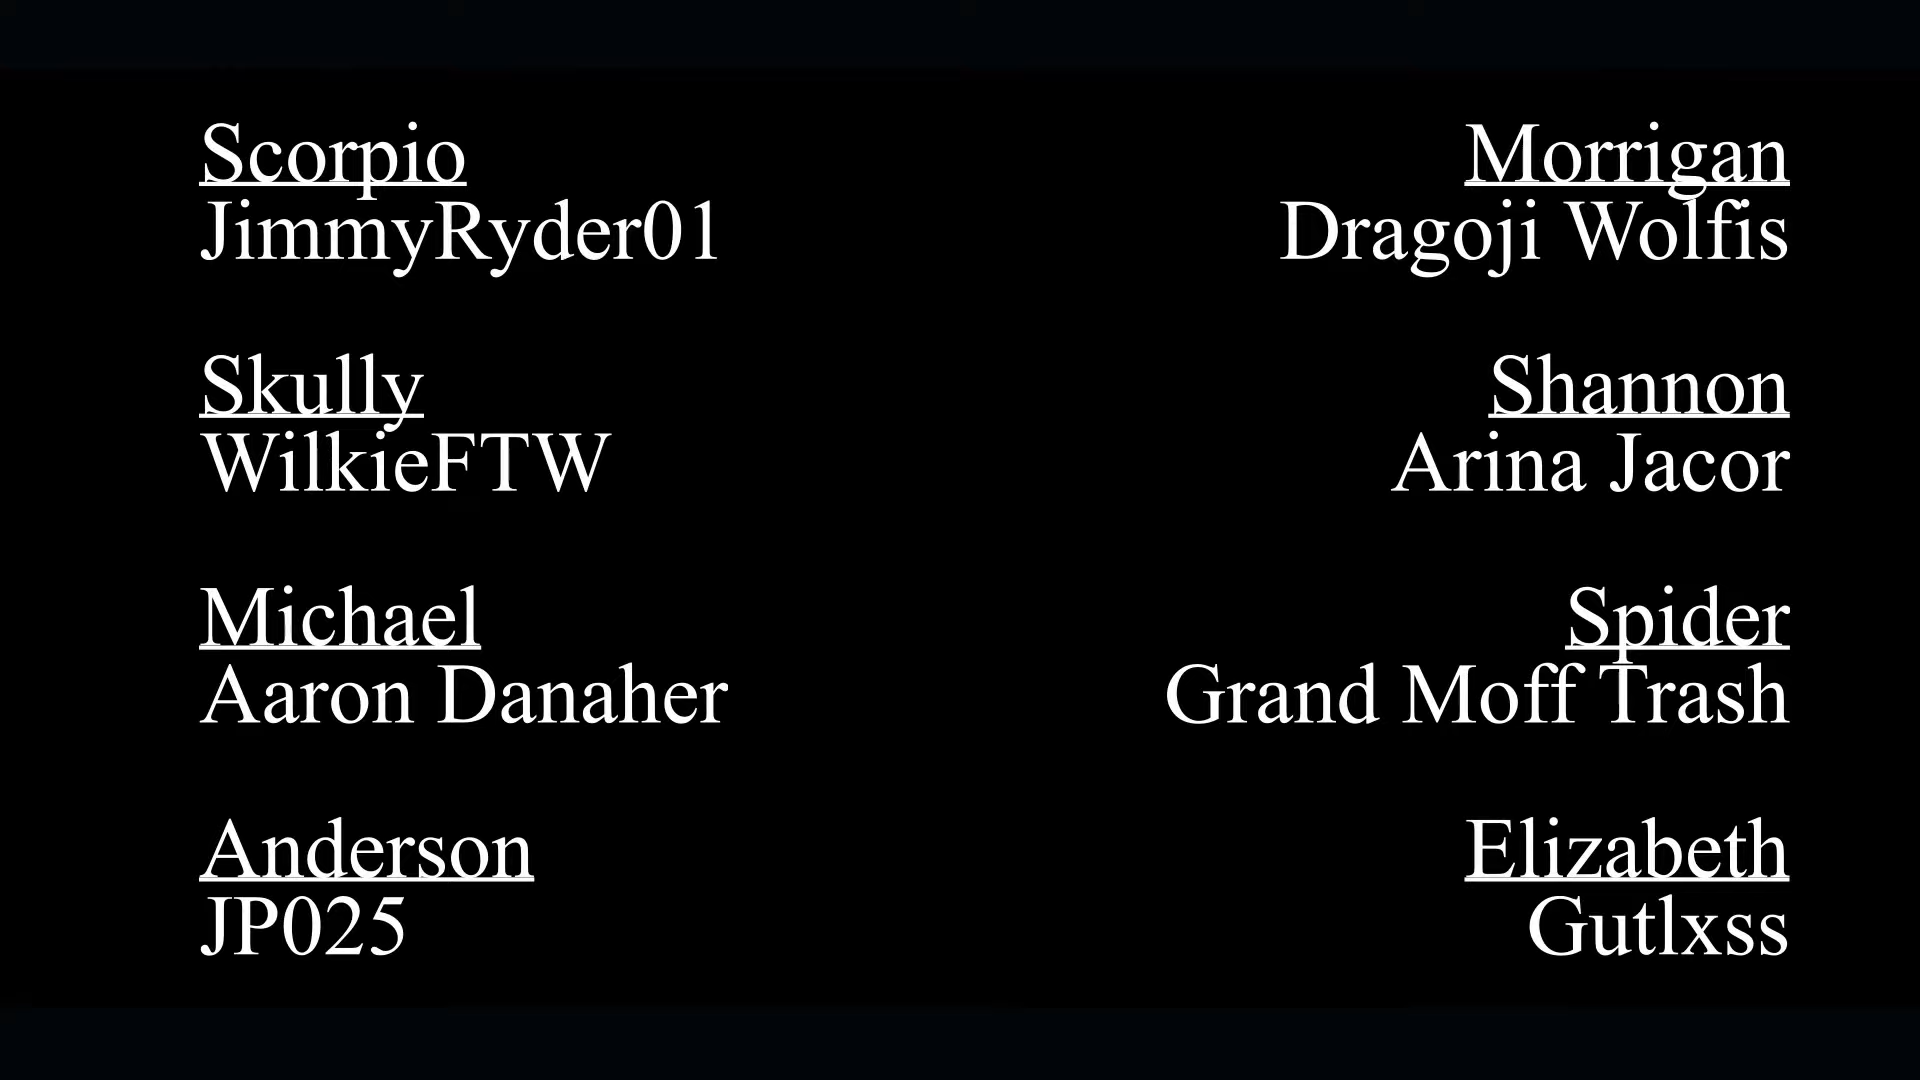 Scorpio
JimmyRyder01
Skully
WilkieFTW
Michael
Aaron Danaher
Anderson
JP025
Morrigan
Dragoji Wolfis
Shannon
Arina Jacor
Spider
Grand Moff Trash
Elizabeth
Gutlxss